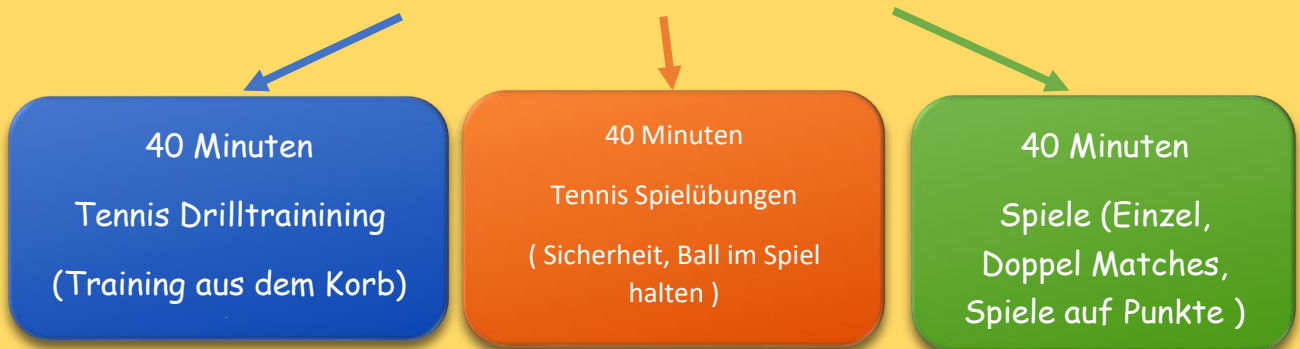 40 Minuten
Tennis Drilltrainining
(Training aus dem Korb)
40 Minuten
Tennis Spielübungen
( Sicherheit, Ball im Spiel
halten )
40 Minuten
Spiele (Einzel,
Doppel Matches,
Spiele auf Punkte )